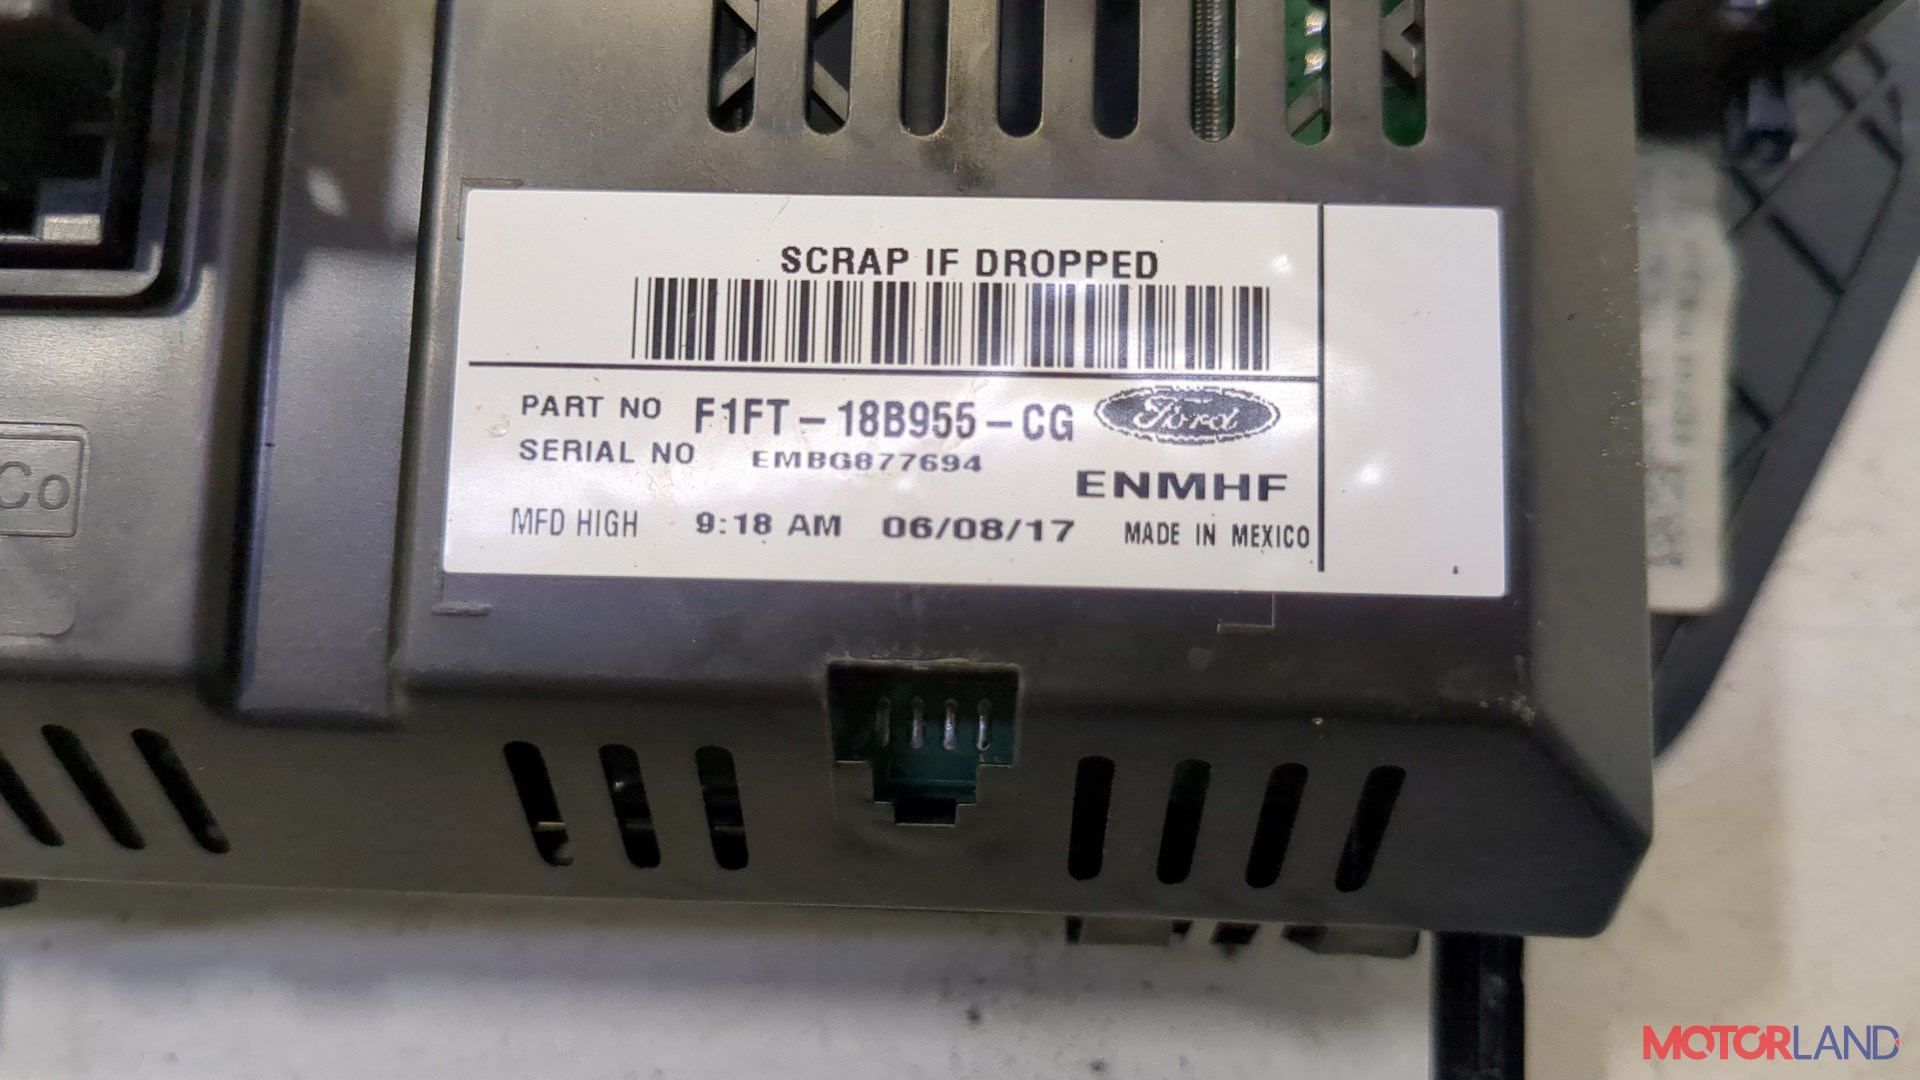 SCRAP IF DROPPED
PART NO F1FT-18B955-CG Ford
SERIAL NO EMBG877694
ENMHF
MFD HIGH 9:18 AM 06/08/17 MADE IN MEXICO
Co
MOTORLAND